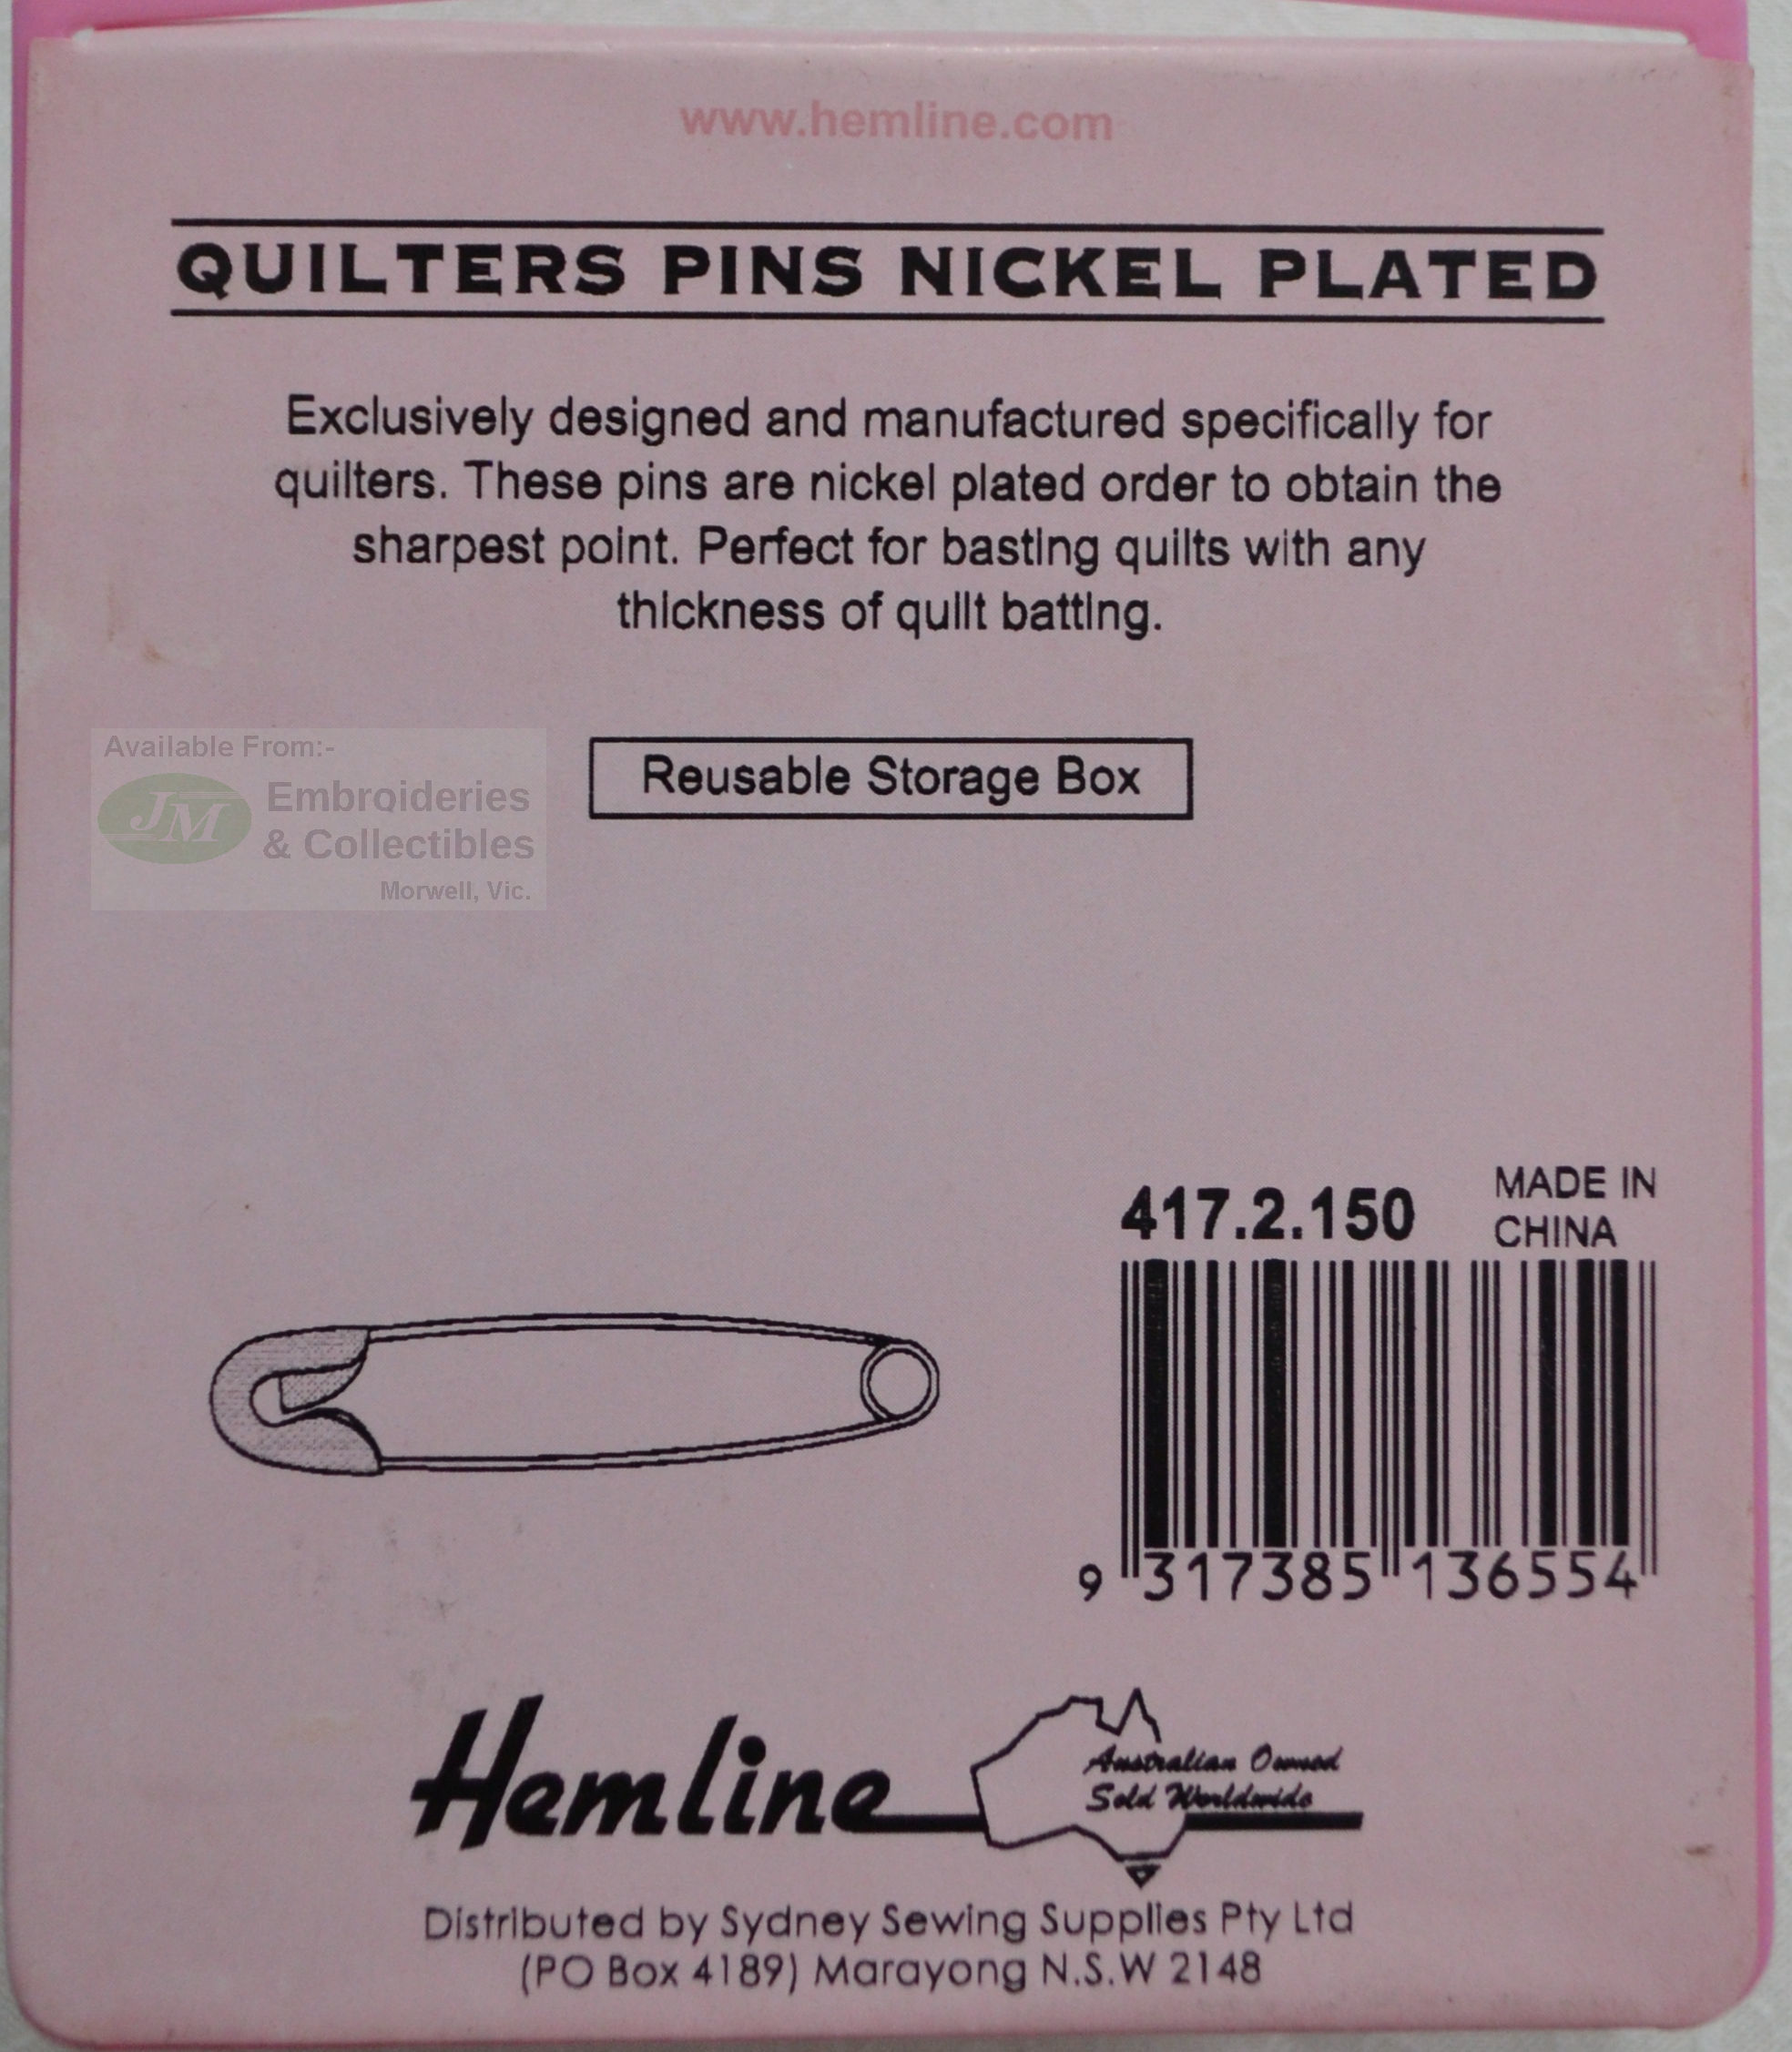 www.hemline.com
QUILTERS PINS NICKEL PLATED
Exclusively designed and manufactured specifically for
quilters. These pins are nickel plated order to obtain the
sharpest point. Perfect for basting quilts with any
thickness of quilt batting.
Available From:-
JM
Embroideries
& Collectibles
Morwell, Vic.
Reusable Storage Box
417.2.150
MADE IN
CHINA
9 317385 136554
Hemline
Australian Owned
Sold Worldwide
Distributed by Sydney Sewing Supplies Pty Ltd
(PO Box 4189) Marayong N.S.W 2148